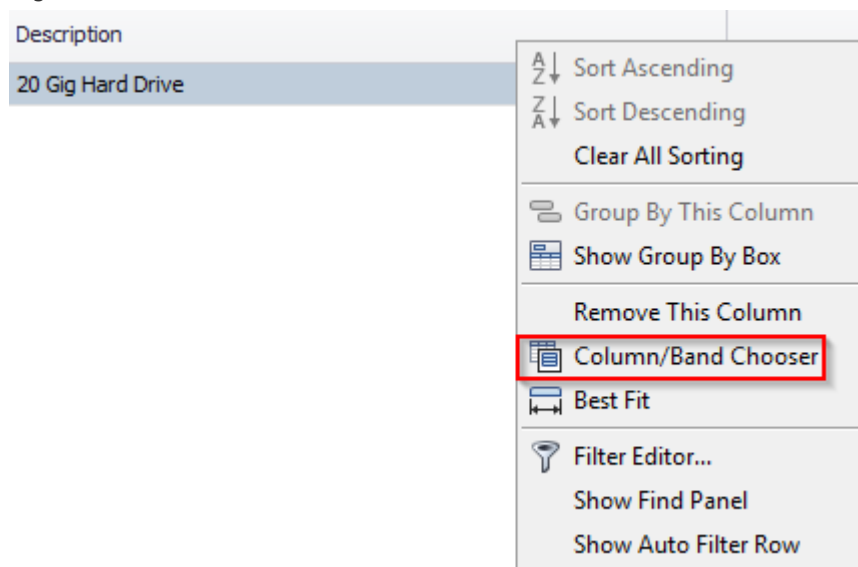 Description
20 Gig Hard Drive
Sort Ascending
Sort Descending
Clear All Sorting
Group By This Column
Show Group By Box
Remove This Column
Column/Band Chooser
Best Fit
Filter Editor...
Show Find Panel
Show Auto Filter Row